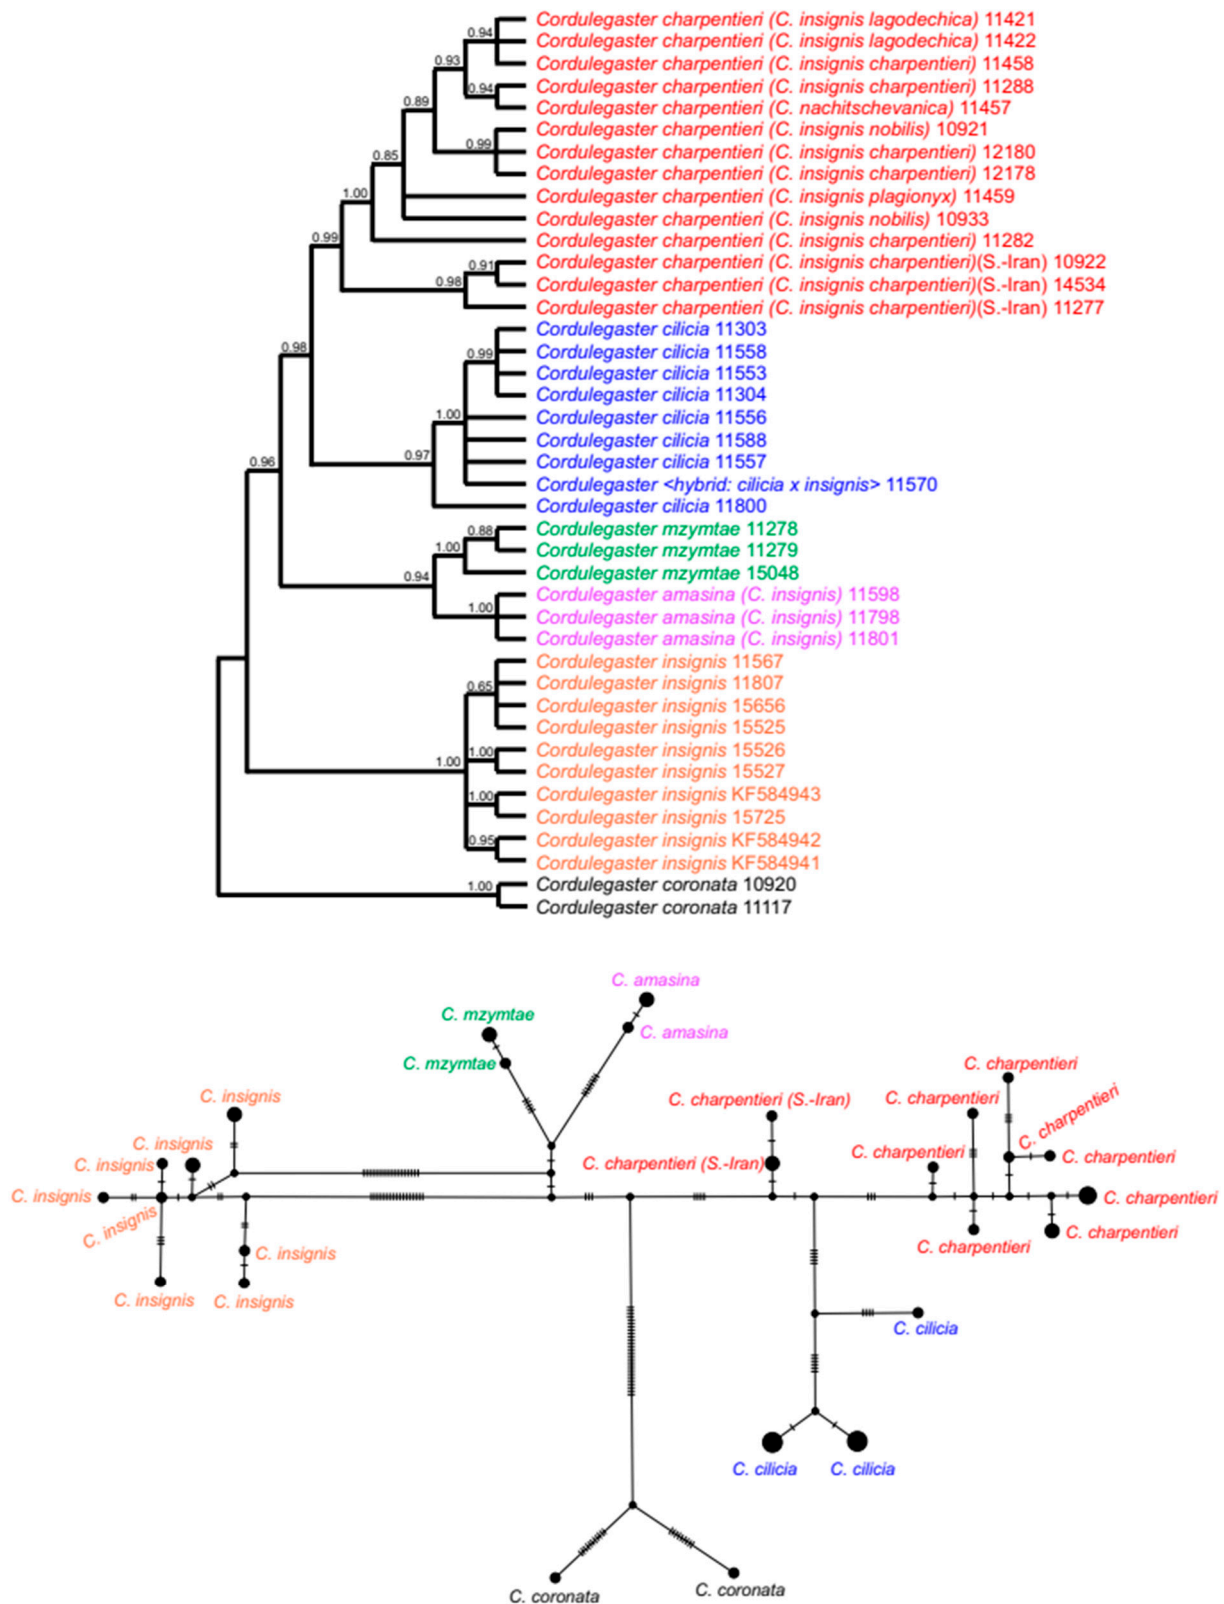 Cordulegaster charpentieri (C. insignis lagodechica) 11421
0.94
Cordulegaster charpentieri (C. insignis lagodechica) 11422
0.93
Cordulegaster charpentieri (C. insignis charpentieri) 11458
Cordulegaster charpentieri (C. insignis charpentieri) 11288
0.94
0.89
Cordulegaster charpentieri (C. nachitschevanica) 11457
Cordulegaster charpentieri (C. insignis nobilis) 10921
0.99
0.85
Cordulegaster charpentieri (C. insignis charpentieri) 12180
Cordulegaster charpentieri (C. insignis charpentieri) 12178
1.00
Cordulegaster charpentieri (C. insignis plagionyx) 11459
Cordulegaster charpentieri (C. insignis nobilis) 10933
0.99
Cordulegaster charpentieri (C. insignis charpentieri) 11282
0.91
Cordulegaster charpentieri (C. insignis charpentieri)(S.-Iran) 10922
0.98
Cordulegaster charpentieri (C. insignis charpentieri)(S.-Iran) 14534
Cordulegaster charpentieri (C. insignis charpentieri)(S.-Iran) 11277
Cordulegaster cilicia 11303
0.98
0.99
Cordulegaster cilicia 11558
Cordulegaster cilicia 11553
Cordulegaster cilicia 11304
1.00
Cordulegaster cilicia 11556
Cordulegaster cilicia 11588
0.96
0.97
Cordulegaster cilicia 11557
Cordulegaster <hybrid: cilicia x insignis> 11570
Cordulegaster cilicia 11800
0.88
Cordulegaster mzymtae 11278
1.00
Cordulegaster mzymtae 11279
0.94
Cordulegaster mzymtae 15048
Cordulegaster amasina (C. insignis) 11598
1.00
Cordulegaster amasina (C. insignis) 11798
Cordulegaster amasina (C. insignis) 11801
Cordulegaster insignis 11567
0.65
Cordulegaster insignis 11807
Cordulegaster insignis 15656
Cordulegaster insignis 15525
1.00
Cordulegaster insignis 15526
1.00
Cordulegaster insignis 15527
1.00
Cordulegaster insignis KF584943
Cordulegaster insignis 15725
0.95
Cordulegaster insignis KF584942
Cordulegaster insignis KF584941
1.00
Cordulegaster coronata 10920
Cordulegaster coronata 11117
C. amasina
C. mzymtae
C. amasina
C. mzymtae
C. charpentieri
C. insignis
C. charpentieri (S.-Iran)
C. charpentieri
C. charpentieri
C. insignis
C. charpentieri
C. insignis
C. charpentieri (S.-Iran)
C. charpentieri
C. insignis
C. charpentieri
C. insignis
C. charpentieri
C. charpentieri
C. insignis
C. insignis
C. insignis
C. cilicia
C. cilicia
C. cilicia
C. coronata
C. coronata